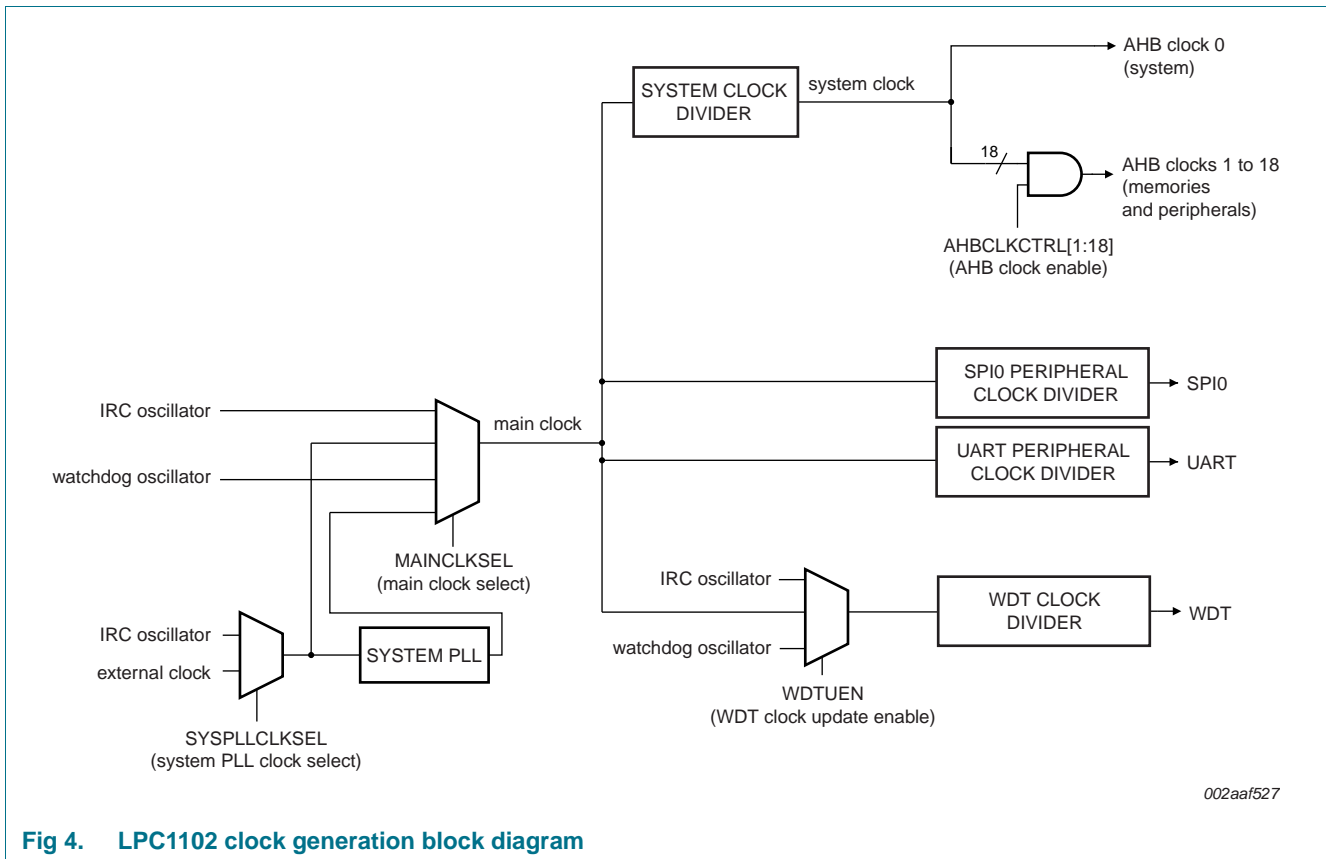 AHB clock 0
(system)
SYSTEM CLOCK
DIVIDER
system clock
18
AHB clocks 1 to 18
(memories
and peripherals)
AHBCLKCTRL[1:18]
(AHB clock enable)
SPI0 PERIPHERAL
CLOCK DIVIDER
SPI0
IRC oscillator
main clock
UART PERIPHERAL
CLOCK DIVIDER
UART
watchdog oscillator
MAINCLKSEL
(main clock select)
IRC oscillator
WDT CLOCK
DIVIDER
WDT
IRC oscillator
SYSTEM PLL
watchdog oscillator
external clock
WDTUEN
(WDT clock update enable)
SYSPLLCLKSEL
(system PLL clock select)
002aaf527
Fig 4. LPC1102 clock generation block diagram